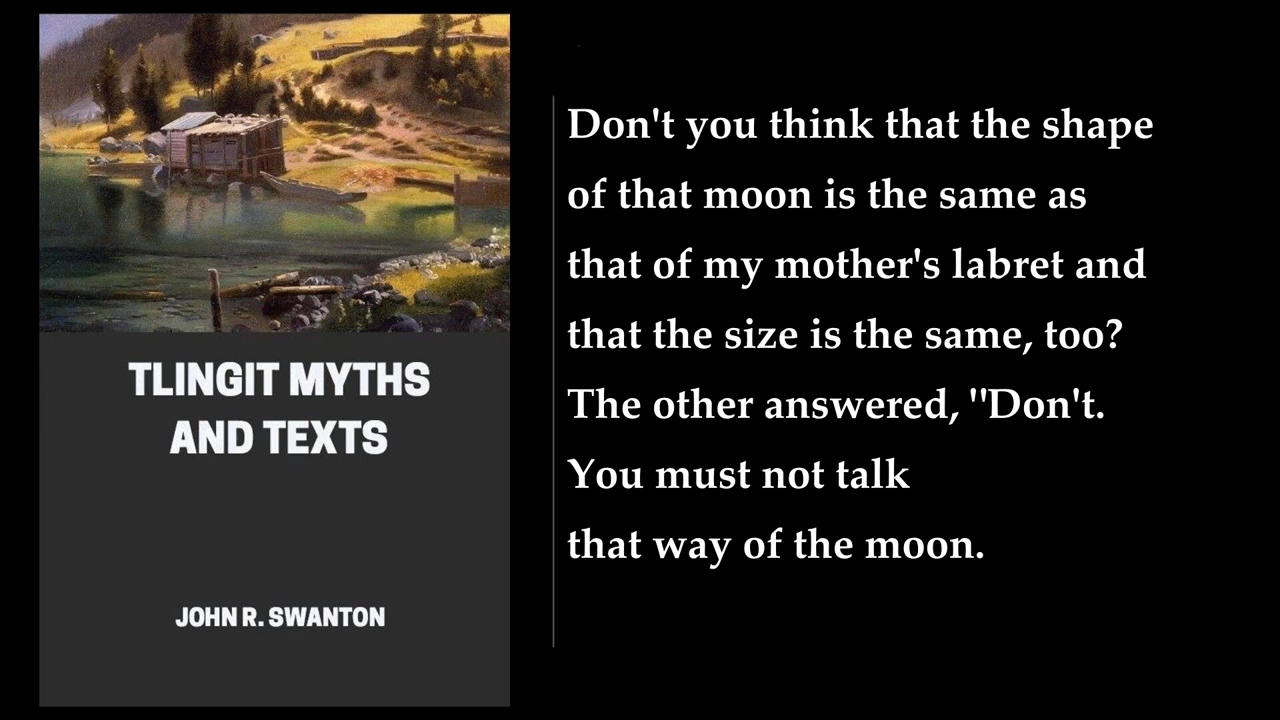 TLINGIT MYTHS
AND TEXTS
JOHN R. SWANTON
Don't you think that the shape
of that moon is the same as
that of my mother's labret and
that the size is the same, too?
The other answered, "Don't.
You must not talk
that way of the moon.